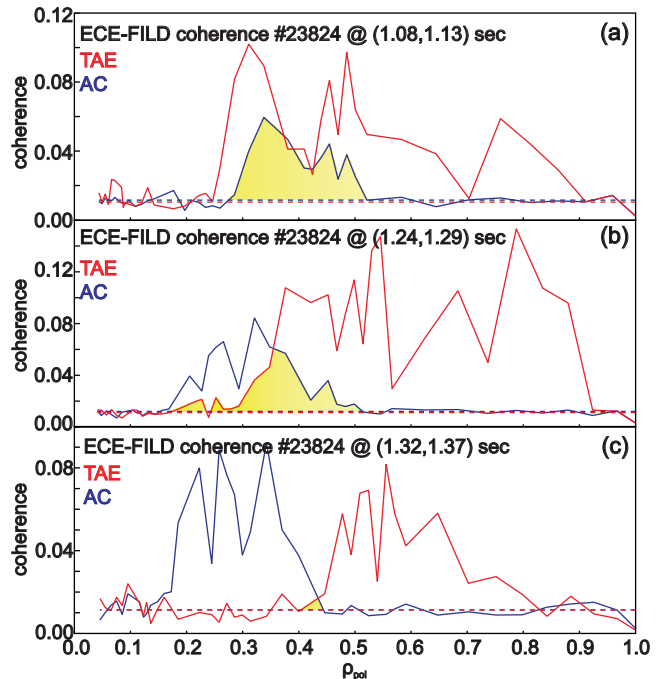 ECE-FILD coherence #23824 @ (1.08,1.13) sec (a)
TAE
AC
coherence
0.12
0.08
0.04
0.00
ECE-FILD coherence #23824 @ (1.24,1.29) sec (b)
TAE
AC
coherence
0.12
0.08
0.04
0.00
ECE-FILD coherence #23824 @ (1.32,1.37) sec (c)
TAE
AC
coherence
0.08
0.04
0.00
0.0 0.1 0.2 0.3 0.4 0.5 0.6 0.7 0.8 0.9 1.0
ρpol